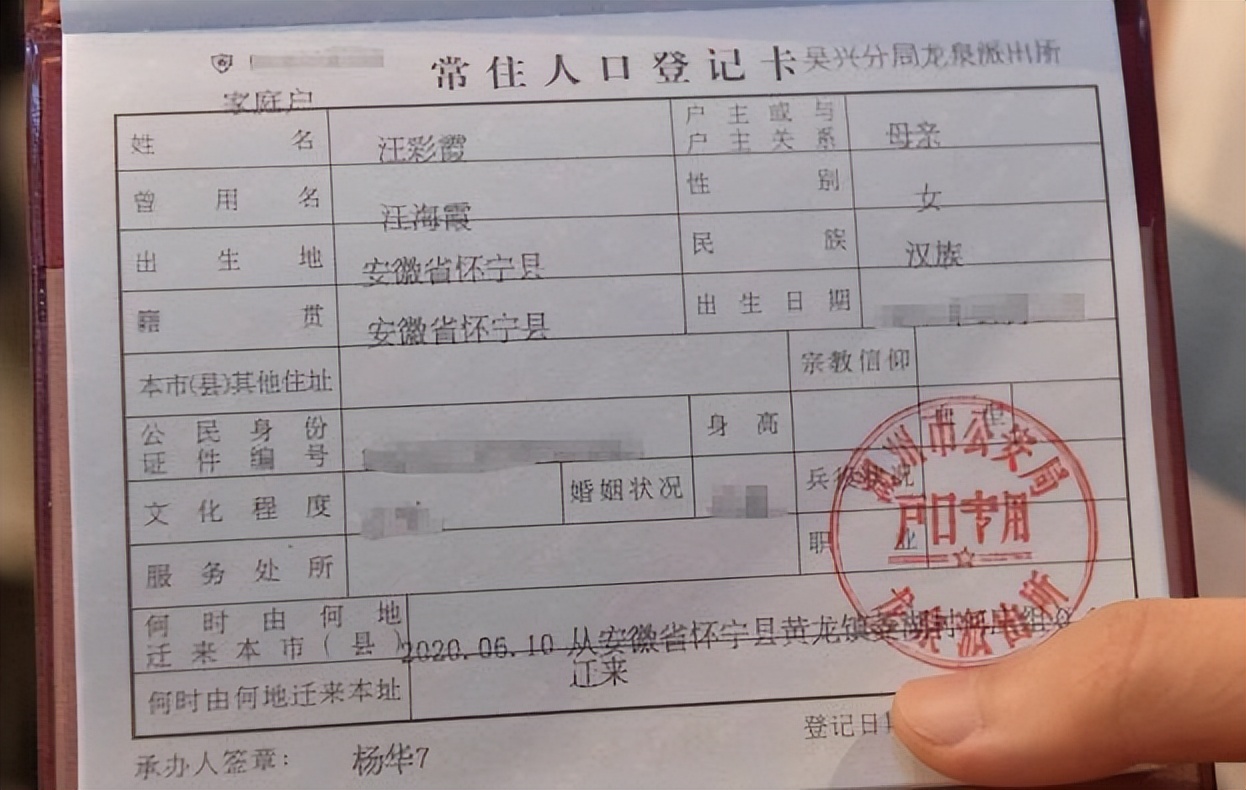 常住人口登记卡 吴兴分局龙泉派出所
家庭户
姓名 汪彩霞 户主或与户主关系 母亲
曾用名 汪海霞 性别 女
出生地 安徽省怀宁县 民族 汉族
籍贯 安徽省怀宁县 出生日期
本市(县)其他住址 宗教信仰
公民身份证件编号 身高
文化程度 婚姻状况 兵役状况
服务处所 职业
何时由何地迁来本市(县) 2020.06.10 从安徽省怀宁县黄龙镇
何时由何地迁来本址 迁来
市公安局
户口专用
登记日
承办人签章: 杨华7